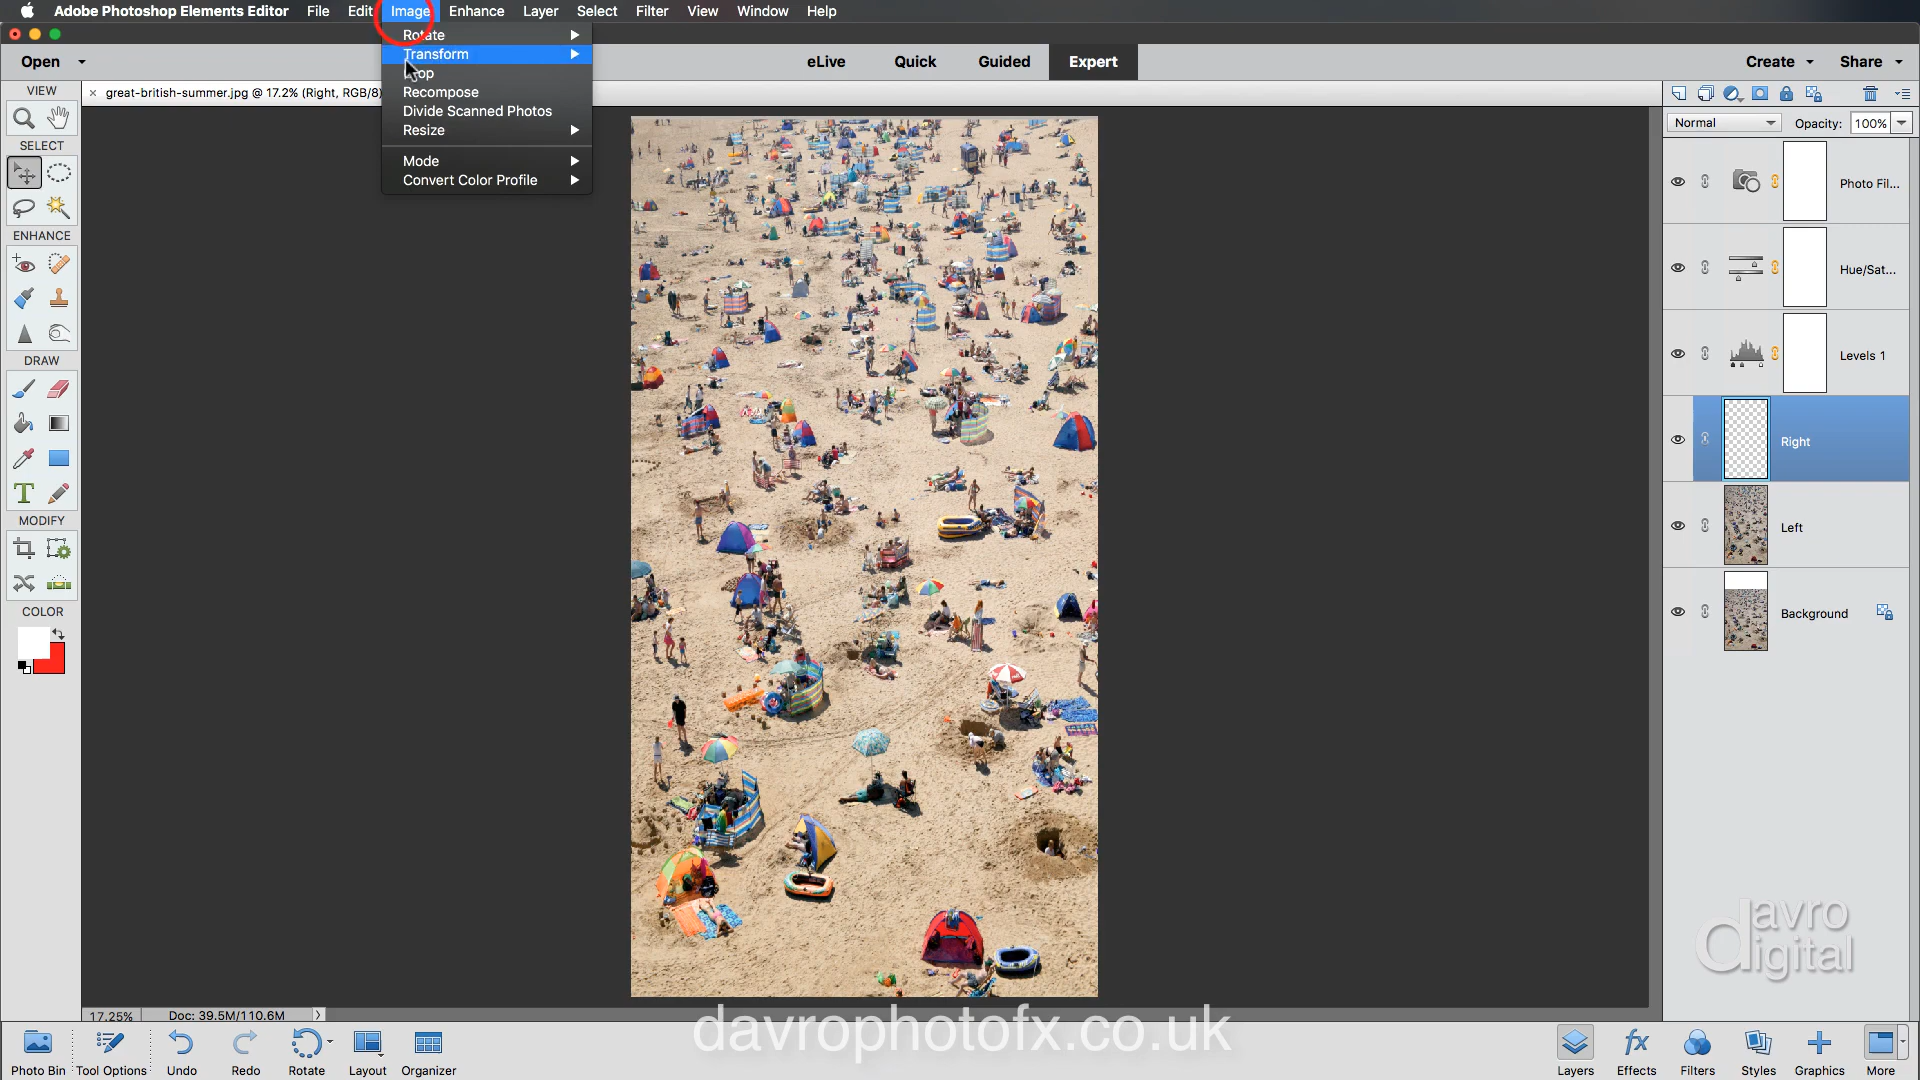 Adobe Photoshop Elements Editor File Edit Image Enhance Layer Select Filter View Window Help
Rotate
Transform
Recompose
Divide Scanned Photos
Resize
Mode
Convert Color Profile
Open
eLive Quick Guided Expert
Create Share
great-british-summer.jpg @ 17.2% (Right, RGB/8)
VIEW
SELECT
ENHANCE
DRAW
MODIFY
COLOR
Normal Opacity: 100%
Photo Fil...
Hue/Sat...
Levels 1
Right
Left
Background
davro
digital
17.25% Doc: 39.5M/110.6M
davrophotofx.co.uk
Photo Bin Tool Options Undo Redo Rotate Layout Organizer
Layers Effects Filters Styles Graphics More